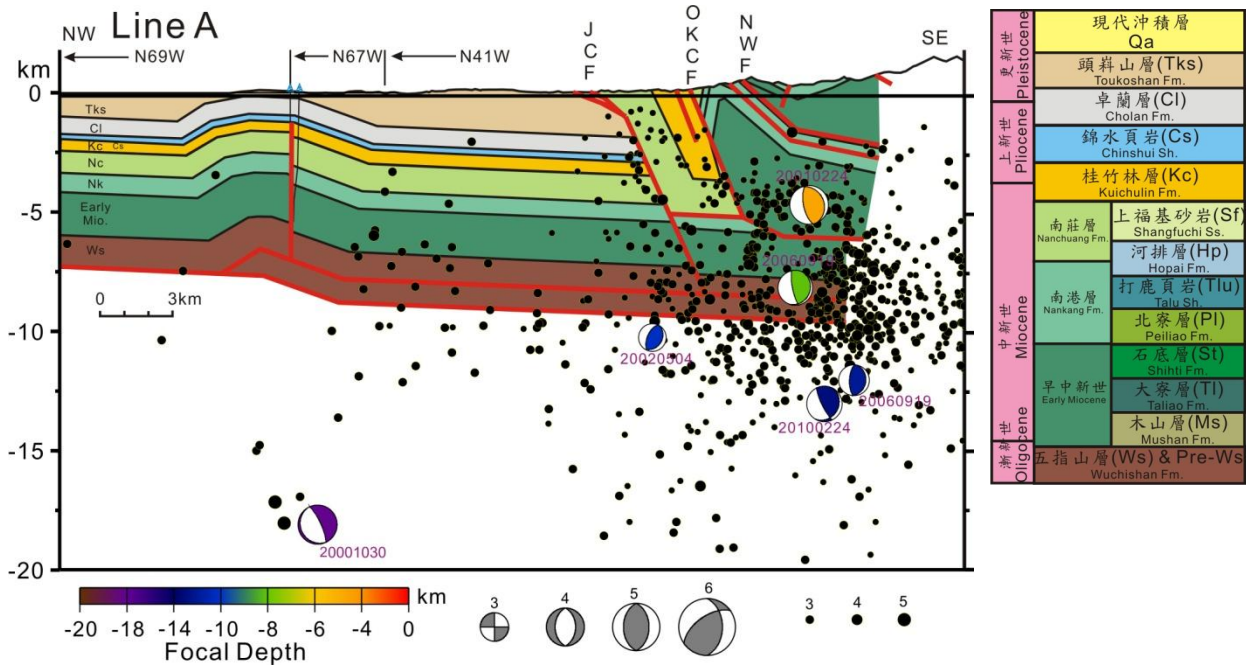 NW
Line A
N69W
N67W
N41W
JCF
OKCF
NWF
SE
km
0
-5
-10
-15
-20
Tks
Cl
Kc
Cs
Nc
Nk
Early
Mio.
Ws
0 3km
20010224
20060919
20020504
20060919
20100224
20001030
-20 -18 -14 -10 -8 -6 -4 0
km
Focal Depth
3 4 5 6
3 4 5
更新世
Pleistocene
上新世
Pliocene
中新世
Miocene
漸新世
Oligocene
現代沖積層
Qa
頭嵙山層(Tks)
Toukoshan Fm.
卓蘭層(Cl)
Cholan Fm.
錦水頁岩(Cs)
Chinshui Sh.
桂竹林層(Kc)
Kuichulin Fm.
南莊層
Nanchuang Fm.
上福基砂岩(Sf)
Shangfuchi Ss.
河排層(Hp)
Hopai Fm.
南港層
Nankang Fm.
打鹿頁岩(Tlu)
Talu Sh.
北寮層(Pl)
Peiliao Fm.
早中新世
Early Miocene
石底層(St)
Shihti Fm.
大寮層(Tl)
Taliao Fm.
木山層(Ms)
Mushan Fm.
五指山層(Ws) & Pre-Ws
Wuchishan Fm.